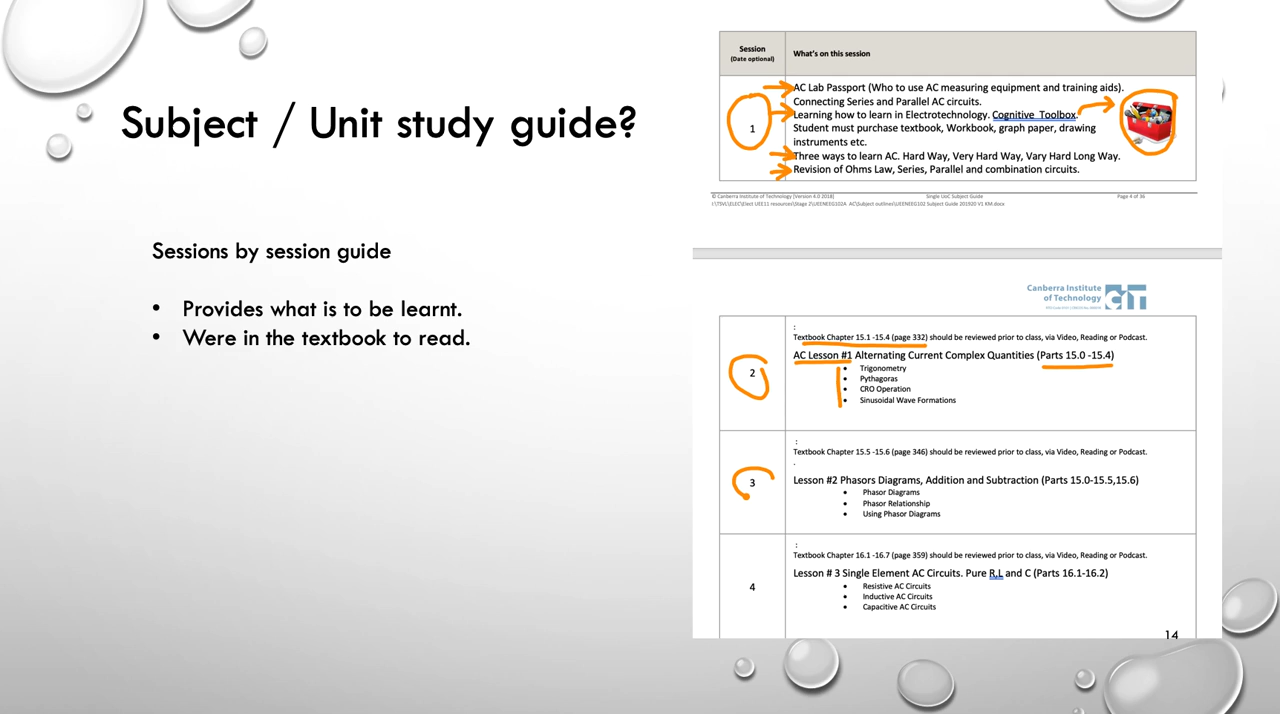 Subject / Unit study guide?
Sessions by session guide
• Provides what is to be learnt.
• Were in the textbook to read.
Session
(Date optional)
What's on this session
1
AC Lab Passport (Who to use AC measuring equipment and training aids).
Connecting Series and Parallel AC circuits.
Learning how to learn in Electrotechnology. Cognitive Toolbox.
Student must purchase textbook, Workbook, graph paper, drawing
instruments etc.
Three ways to learn AC. Hard Way, Very Hard Way, Vary Hard Long Way.
Revision of Ohms Law, Series, Parallel and combination circuits.
© Canberra Institute of Technology [Version 4.0 2018]
Single UoC Subject Guide
Page 4 of 36
Canberra Institute
of Technology
CIT
2
:
Textbook Chapter 15.1 -15.4 (page 332) should be reviewed prior to class, via Video, Reading or Podcast.
AC Lesson #1 Alternating Current Complex Quantities (Parts 15.0 -15.4)
• Trigonometry
• Pythagoras
• CRO Operation
• Sinusoidal Wave Formations
3
:
Textbook Chapter 15.5 -15.6 (page 346) should be reviewed prior to class, via Video, Reading or Podcast.
.
Lesson #2 Phasors Diagrams, Addition and Subtraction (Parts 15.0-15.5,15.6)
• Phasor Diagrams
• Phasor Relationship
• Using Phasor Diagrams
4
:
Textbook Chapter 16.1 -16.7 (page 359) should be reviewed prior to class, via Video, Reading or Podcast.
Lesson # 3 Single Element AC Circuits. Pure R,L and C (Parts 16.1-16.2)
• Resistive AC Circuits
• Inductive AC Circuits
• Capacitive AC Circuits
14